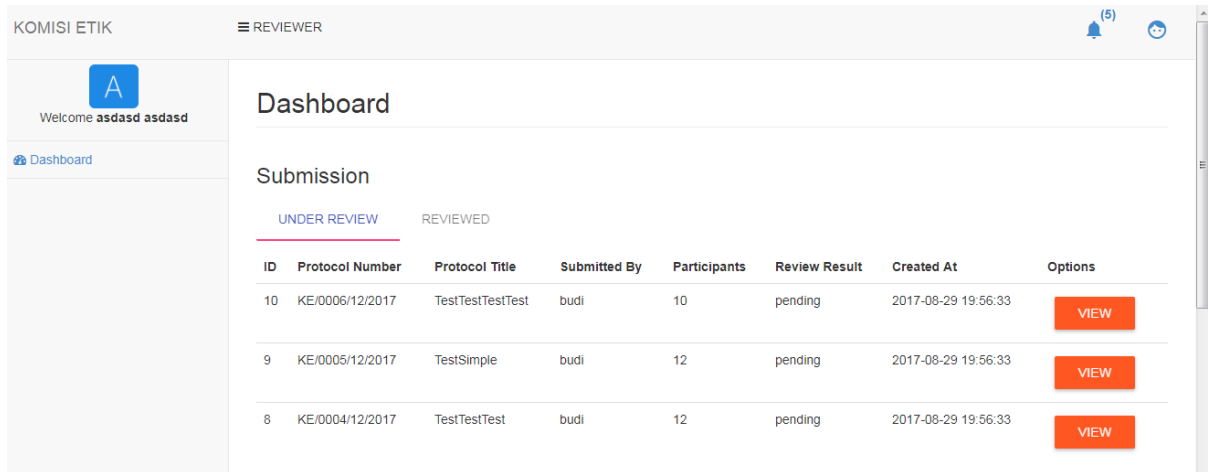 KOMISI ETIK
REVIEWER
(5)
A
Welcome asdasd asdasd
Dashboard
Dashboard
Submission
UNDER REVIEW REVIEWED
ID Protocol Number Protocol Title Submitted By Participants Review Result Created At Options
10 KE/0006/12/2017 TestTestTestTest budi 10 pending 2017-08-29 19:56:33 VIEW
9 KE/0005/12/2017 TestSimple budi 12 pending 2017-08-29 19:56:33 VIEW
8 KE/0004/12/2017 TestTestTest budi 12 pending 2017-08-29 19:56:33 VIEW